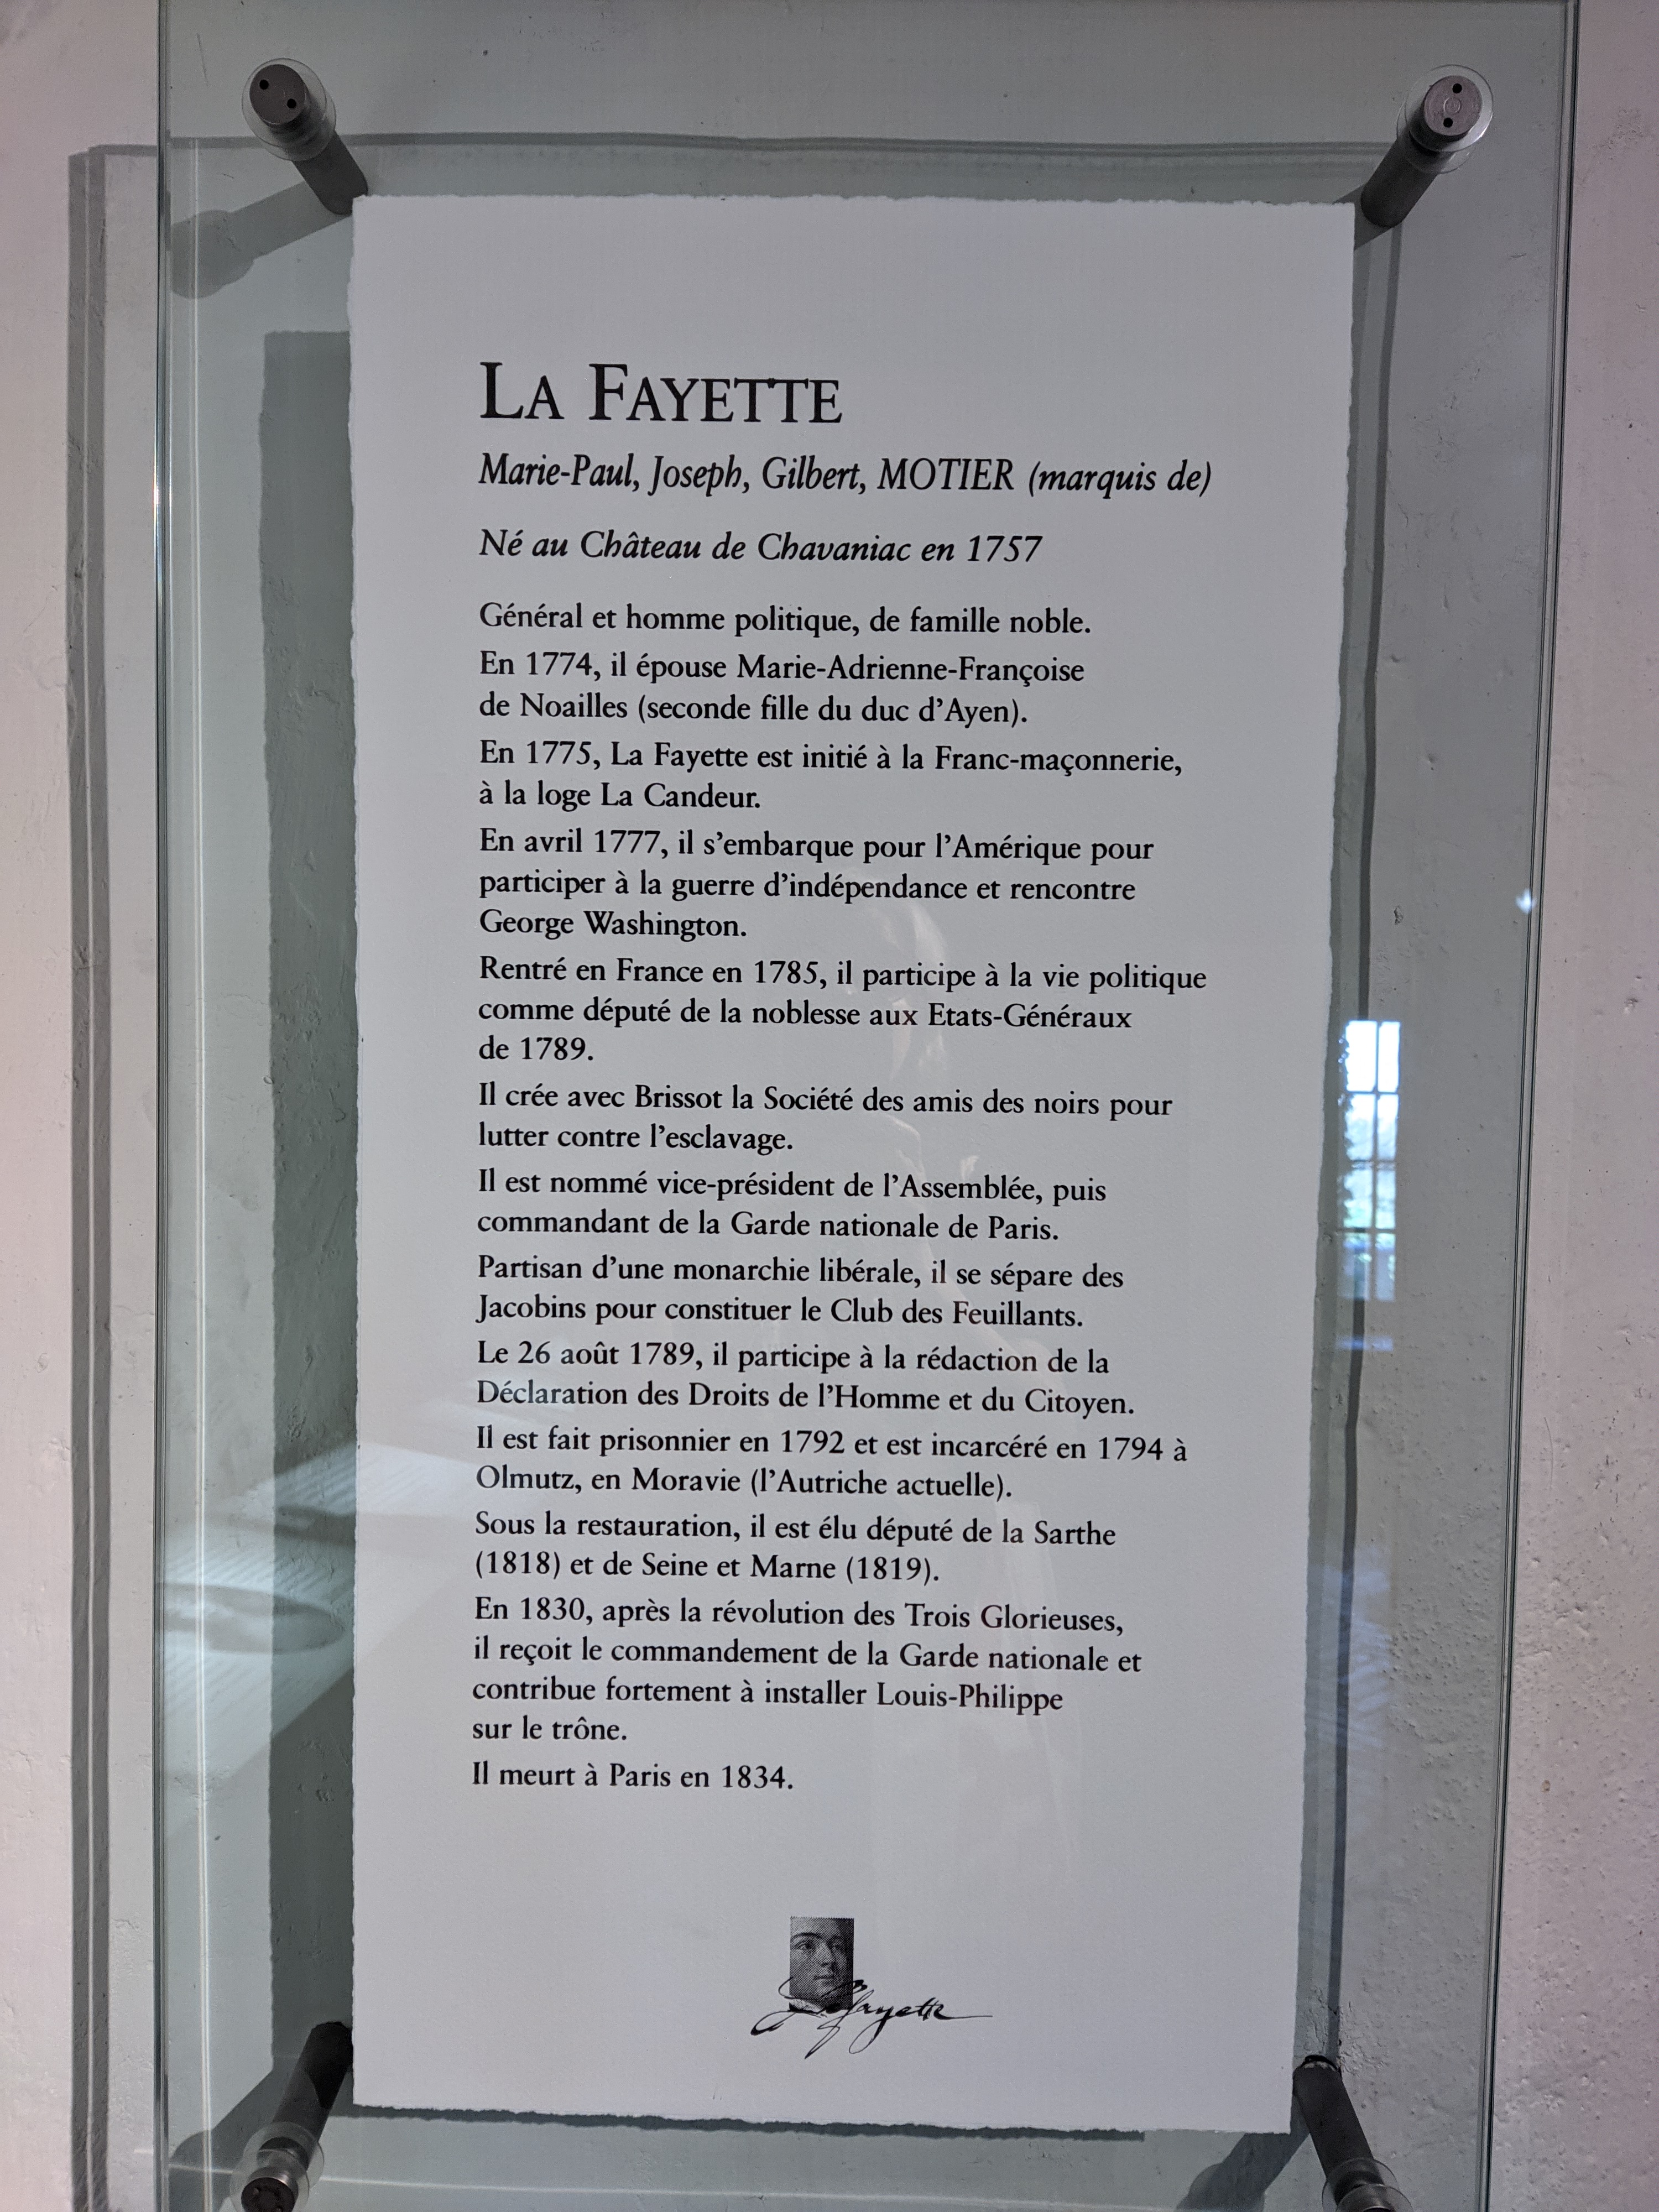 LA FAYETTE
Marie-Paul, Joseph, Gilbert, MOTIER (marquis de)
Né au Château de Chavaniac en 1757
Général et homme politique, de famille noble.
En 1774, il épouse Marie-Adrienne-Françoise
de Noailles (seconde fille du duc d'Ayen).
En 1775, La Fayette est initié à la Franc-maçonnerie,
à la loge La Candeur.
En avril 1777, il s'embarque pour l'Amérique pour
participer à la guerre d'indépendance et rencontre
George Washington.
Rentré en France en 1785, il participe à la vie politique
comme député de la noblesse aux Etats-Généraux
de 1789.
Il crée avec Brissot la Société des amis des noirs pour
lutter contre l'esclavage.
Il est nommé vice-président de l'Assemblée, puis
commandant de la Garde nationale de Paris.
Partisan d'une monarchie libérale, il se sépare des
Jacobins pour constituer le Club des Feuillants.
Le 26 août 1789, il participe à la rédaction de la
Déclaration des Droits de l'Homme et du Citoyen.
Il est fait prisonnier en 1792 et est incarcéré en 1794 à
Olmutz, en Moravie (l'Autriche actuelle).
Sous la restauration, il est élu député de la Sarthe
(1818) et de Seine et Marne (1819).
En 1830, après la révolution des Trois Glorieuses,
il reçoit le commandement de la Garde nationale et
contribue fortement à installer Louis-Philippe
sur le trône.
Il meurt à Paris en 1834.
Lafayette